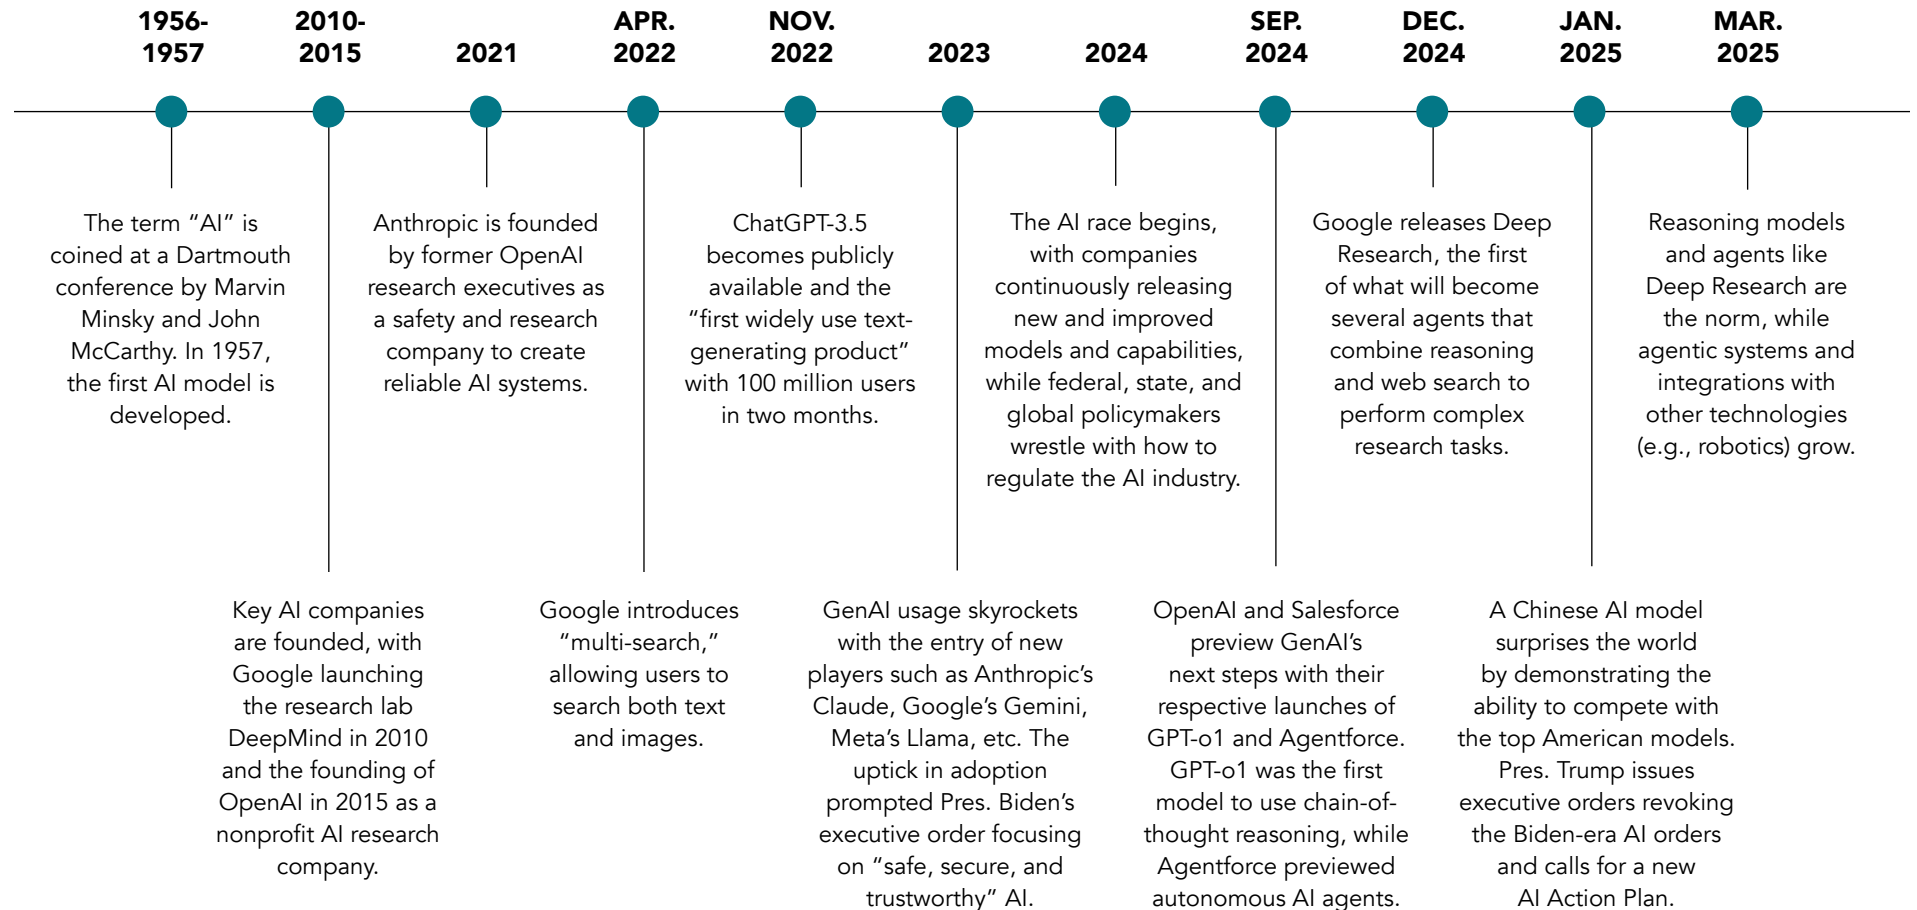 1956-
1957
2010-
2015
2021
APR.
2022
NOV.
2022
2023
2024
SEP.
2024
DEC.
2024
JAN.
2025
MAR.
2025
The term “AI” is
coined at a Dartmouth
conference by Marvin
Minsky and John
McCarthy. In 1957,
the first AI model is
developed.
Key AI companies
are founded, with
Google launching
the research lab
DeepMind in 2010
and the founding of
OpenAI in 2015 as a
nonprofit AI research
company.
Anthropic is founded
by former OpenAI
research executives as
a safety and research
company to create
reliable AI systems.
Google introduces
“multi-search,”
allowing users to
search both text
and images.
ChatGPT-3.5
becomes publicly
available and the
“first widely use text-
generating product”
with 100 million users
in two months.
GenAI usage skyrockets
with the entry of new
players such as Anthropic’s
Claude, Google’s Gemini,
Meta’s Llama, etc. The
uptick in adoption
prompted Pres. Biden’s
executive order focusing
on “safe, secure, and
trustworthy” AI.
The AI race begins,
with companies
continuously releasing
new and improved
models and capabilities,
while federal, state, and
global policymakers
wrestle with how to
regulate the AI industry.
OpenAI and Salesforce
preview GenAI’s
next steps with their
respective launches of
GPT-o1 and Agentforce.
GPT-o1 was the first
model to use chain-of-
thought reasoning, while
Agentforce previewed
autonomous AI agents.
Google releases Deep
Research, the first
of what will become
several agents that
combine reasoning
and web search to
perform complex
research tasks.
A Chinese AI model
surprises the world
by demonstrating the
ability to compete with
the top American models.
Pres. Trump issues
executive orders revoking
the Biden-era AI orders
and calls for a new
AI Action Plan.
Reasoning models
and agents like
Deep Research are
the norm, while
agentic systems and
integrations with
other technologies
(e.g., robotics) grow.